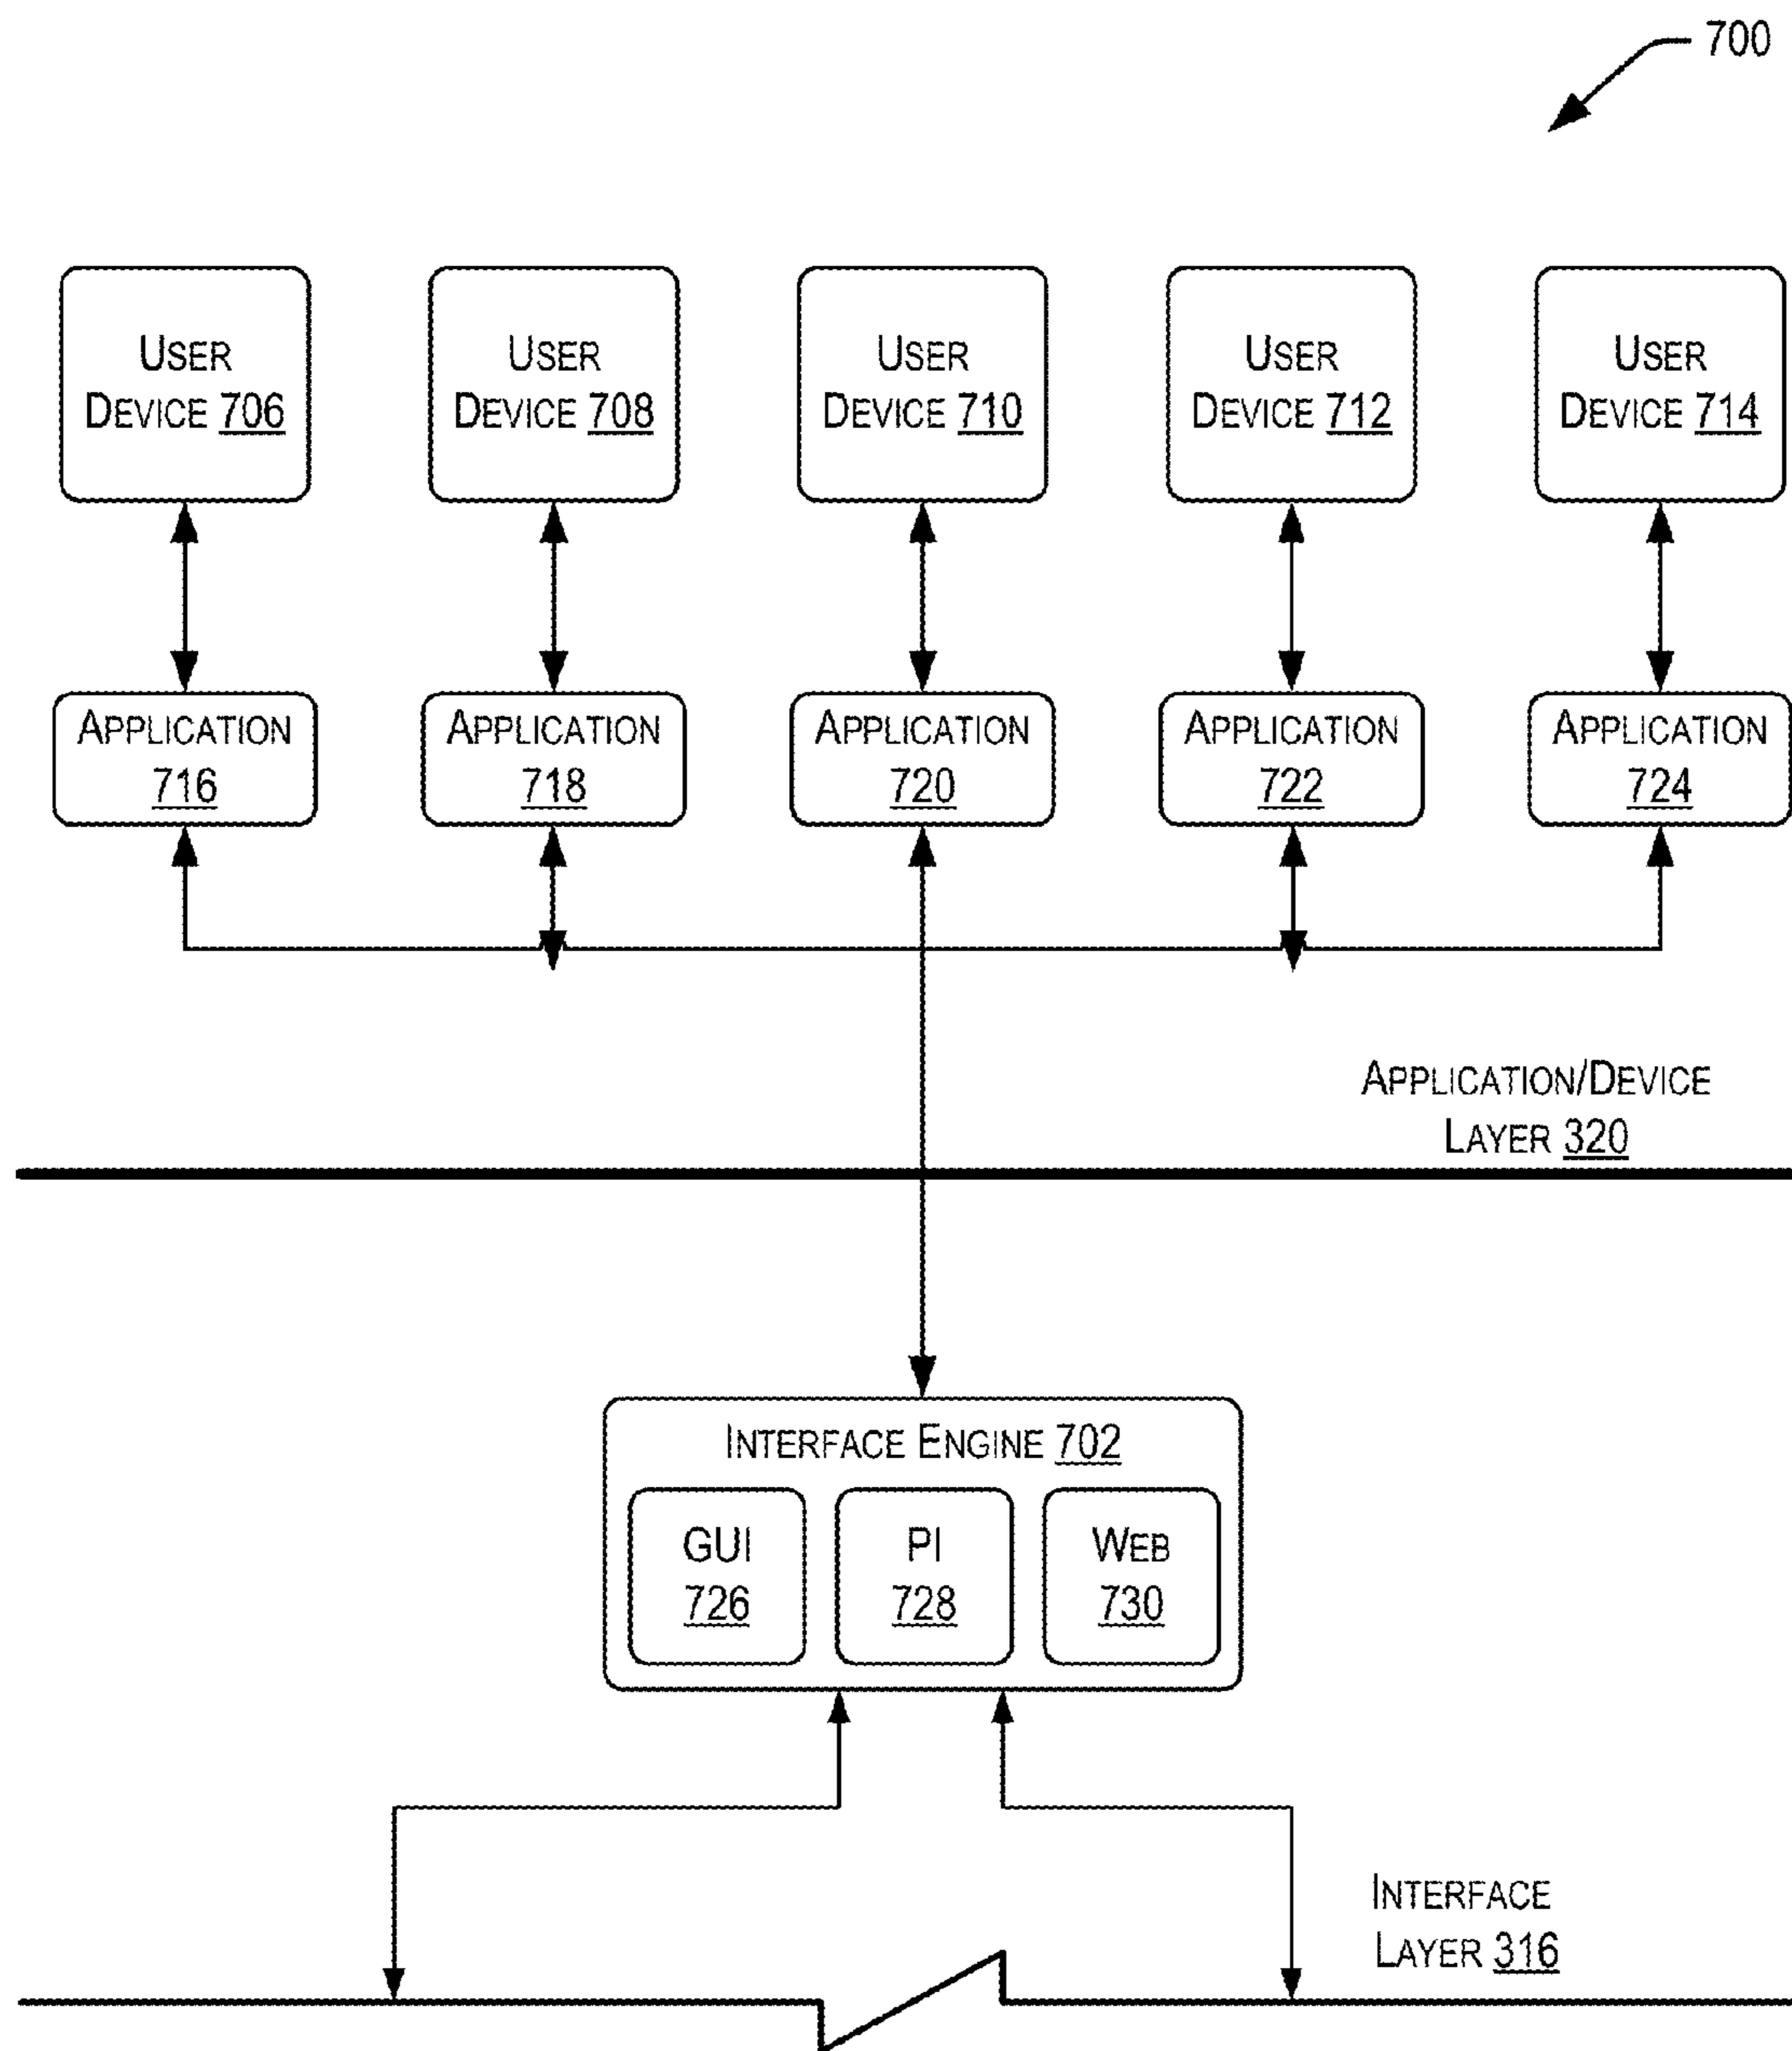 700
USER
DEVICE 706
USER
DEVICE 708
USER
DEVICE 710
USER
DEVICE 712
USER
DEVICE 714
APPLICATION
716
APPLICATION
718
APPLICATION
720
APPLICATION
722
APPLICATION
724
APPLICATION/DEVICE
LAYER 320
INTERFACE ENGINE 702
GUI
726
PI
728
WEB
730
INTERFACE
LAYER 316